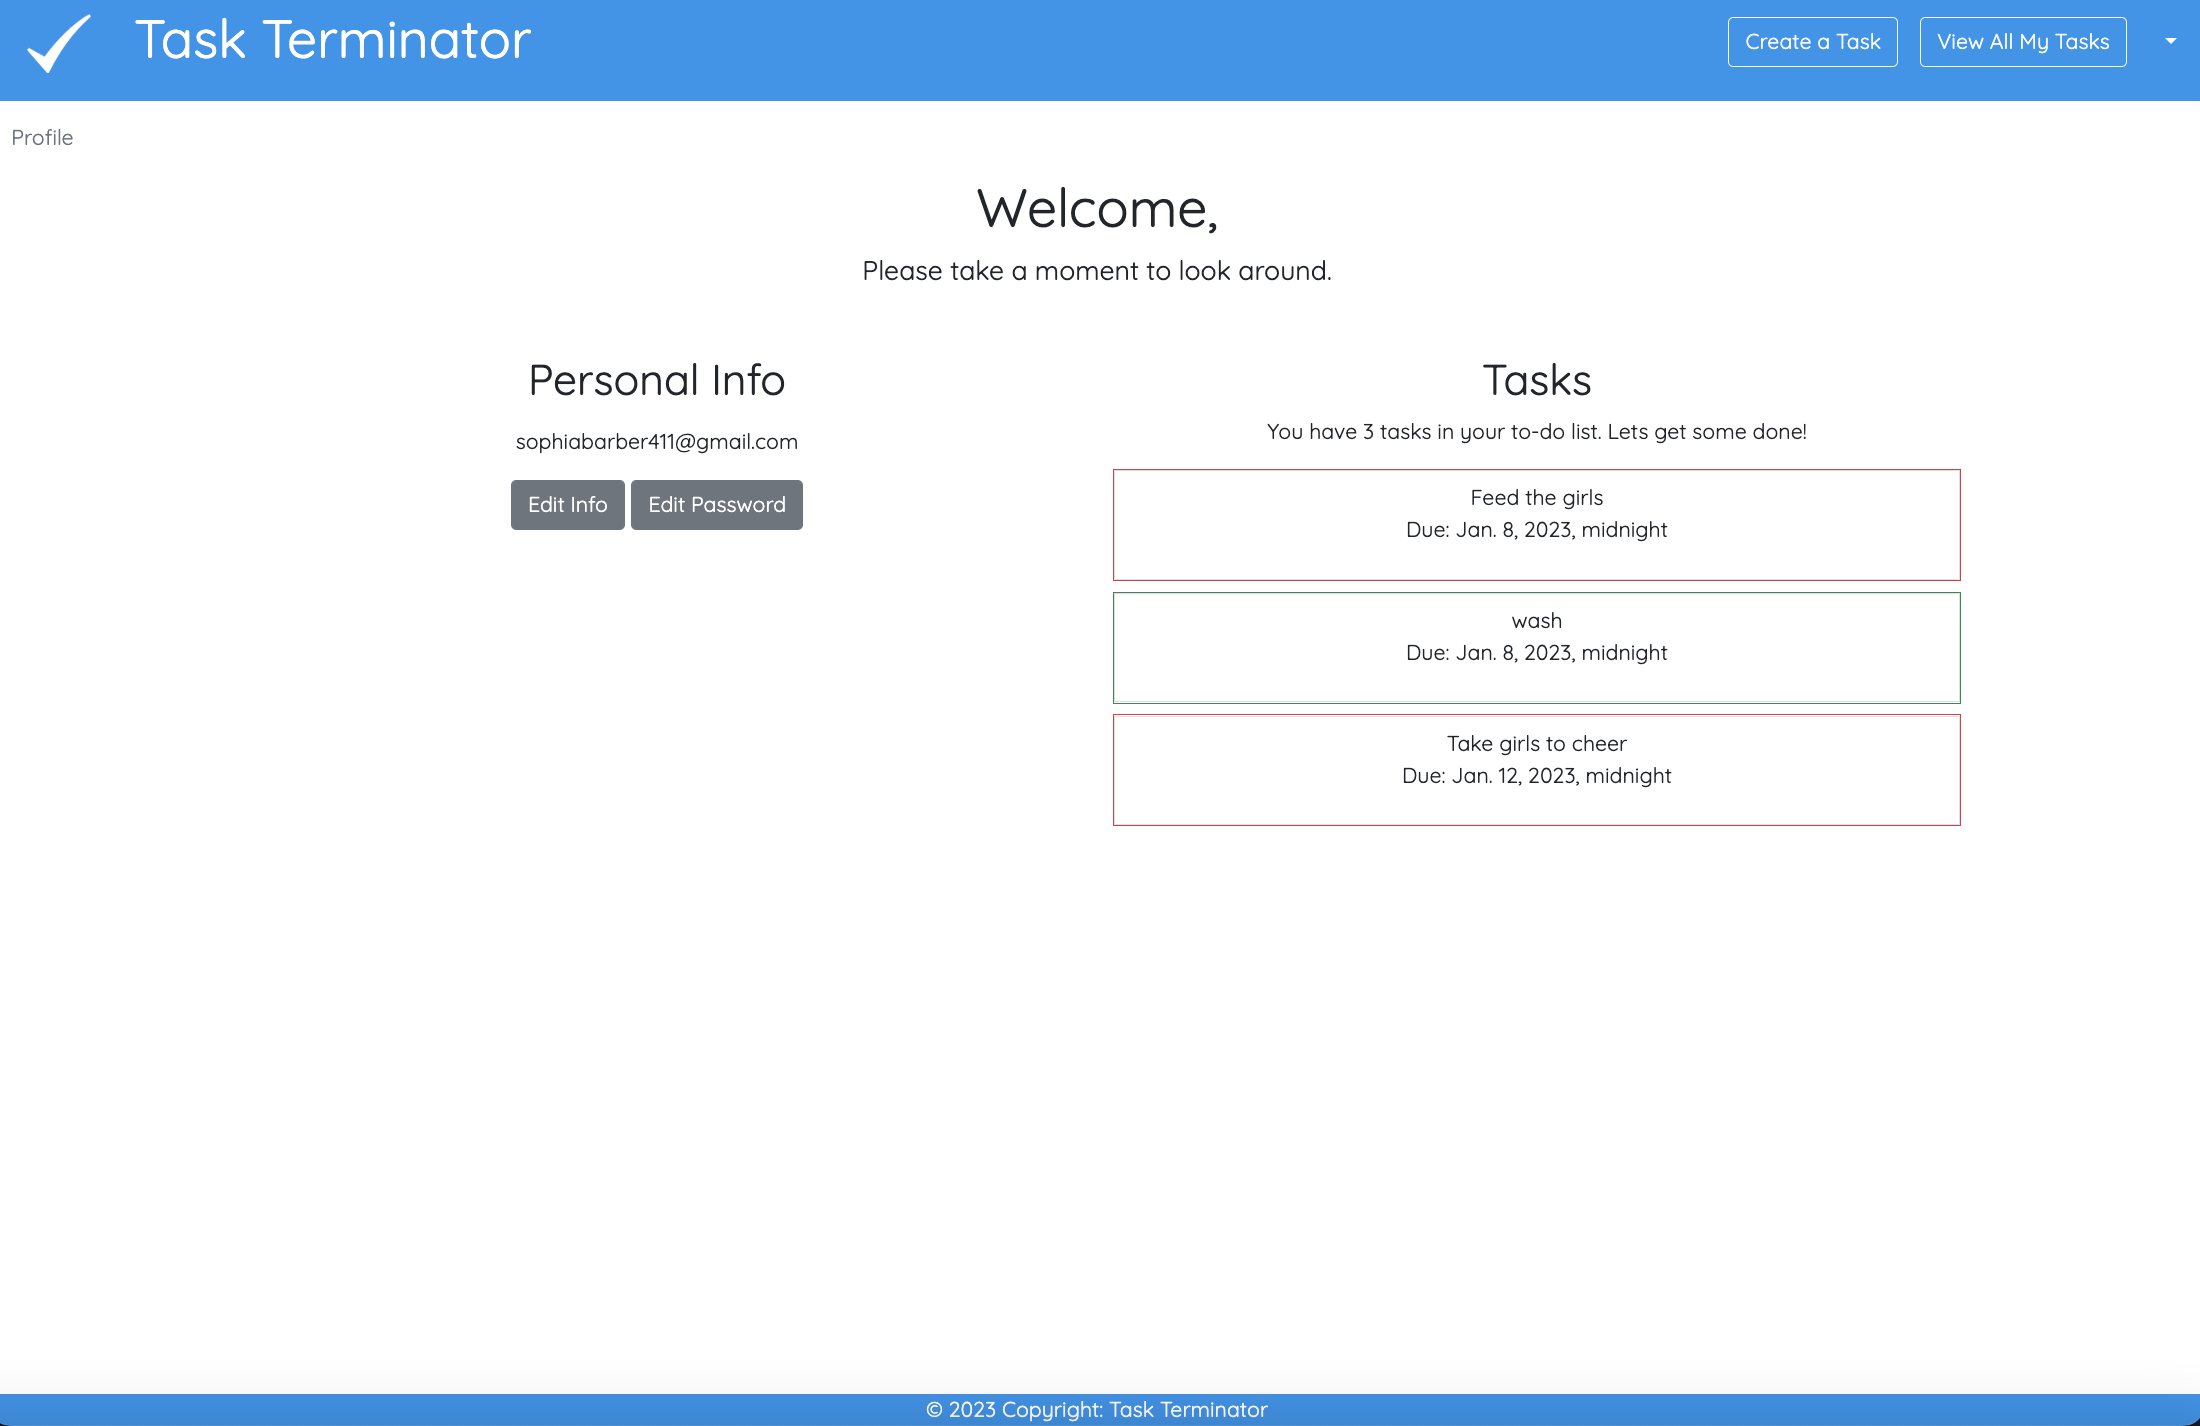 Task Terminator
Create a Task
View All My Tasks
Profile
Welcome,
Please take a moment to look around.
Personal Info
sophiabarber411@gmail.com
Edit Info
Edit Password
Tasks
You have 3 tasks in your to-do list. Lets get some done!
Feed the girls
Due: Jan. 8, 2023, midnight
wash
Due: Jan. 8, 2023, midnight
Take girls to cheer
Due: Jan. 12, 2023, midnight
© 2023 Copyright: Task Terminator